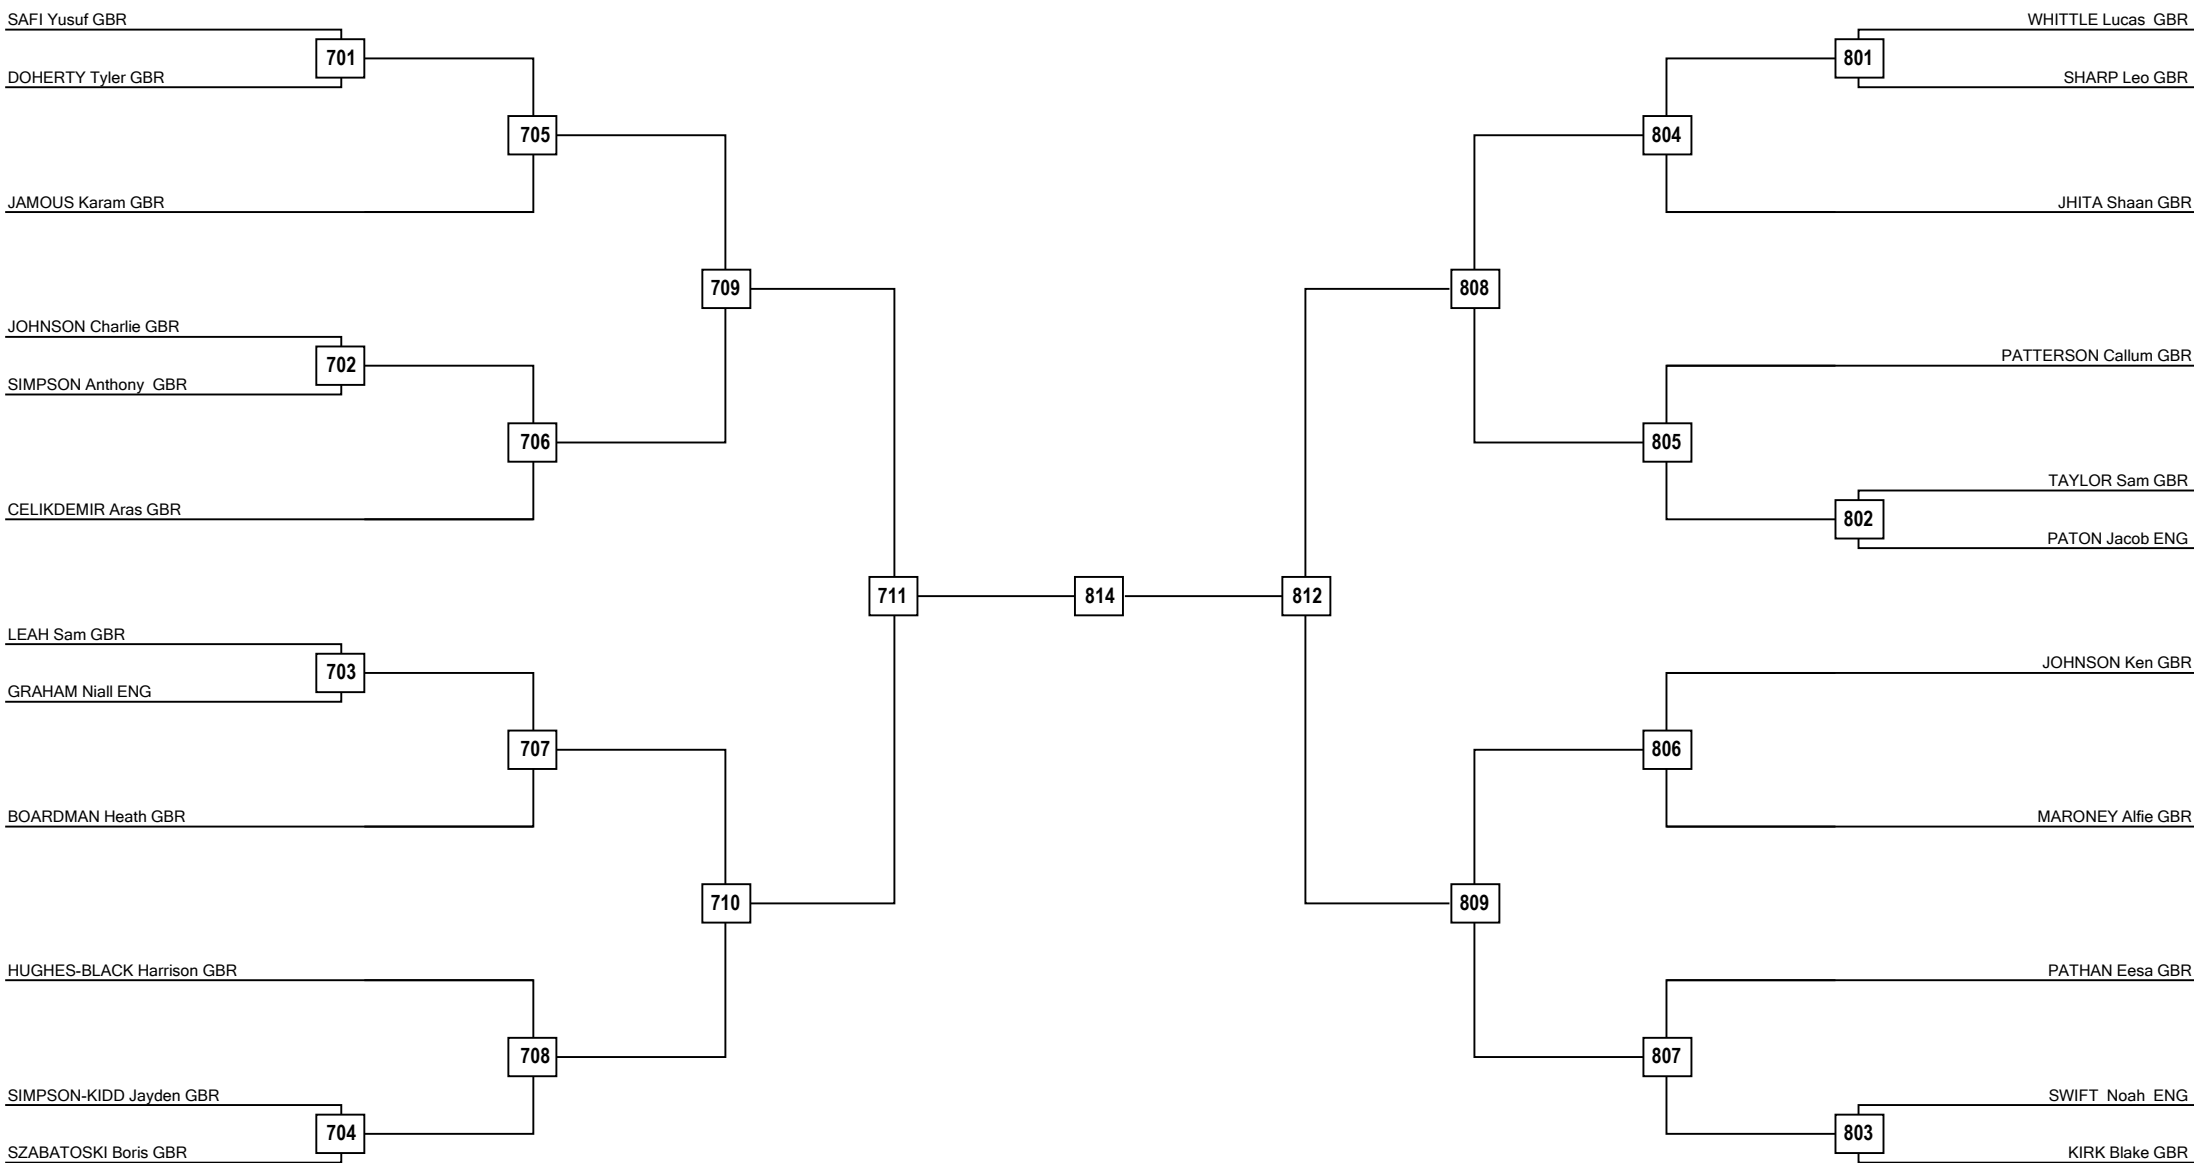 SAFI Yusuf GBR
WHITTLE Lucas  GBR
701
801
DOHERTY Tyler GBR
SHARP Leo GBR
705
804
JAMOUS Karam GBR
JHITA Shaan GBR
709
808
JOHNSON Charlie GBR
PATTERSON Callum GBR
702
SIMPSON Anthony  GBR
706
805
TAYLOR Sam GBR
CELIKDEMIR Aras GBR
802
PATON Jacob ENG
711
814
812
LEAH Sam GBR
JOHNSON Ken GBR
703
GRAHAM Niall ENG
707
806
BOARDMAN Heath GBR
MARONEY Alfie GBR
710
809
HUGHES-BLACK Harrison GBR
PATHAN Eesa GBR
708
807
SIMPSON-KIDD Jayden GBR
SWIFT  Noah  ENG
704
803
SZABATOSKI Boris GBR
KIRK Blake GBR